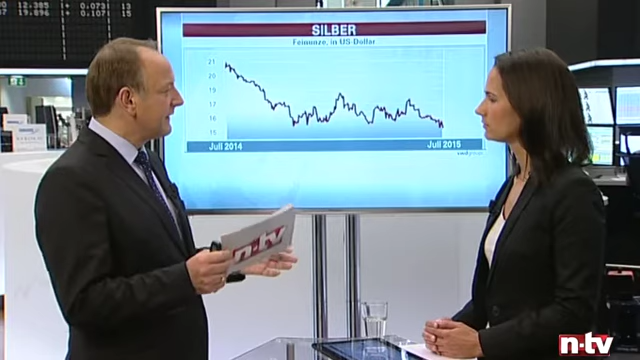 SILBER
Feinunze, in US-Dollar
21
20
19
18
17
16
15
Juli 2014
Juli 2015
n-tv
n-tv